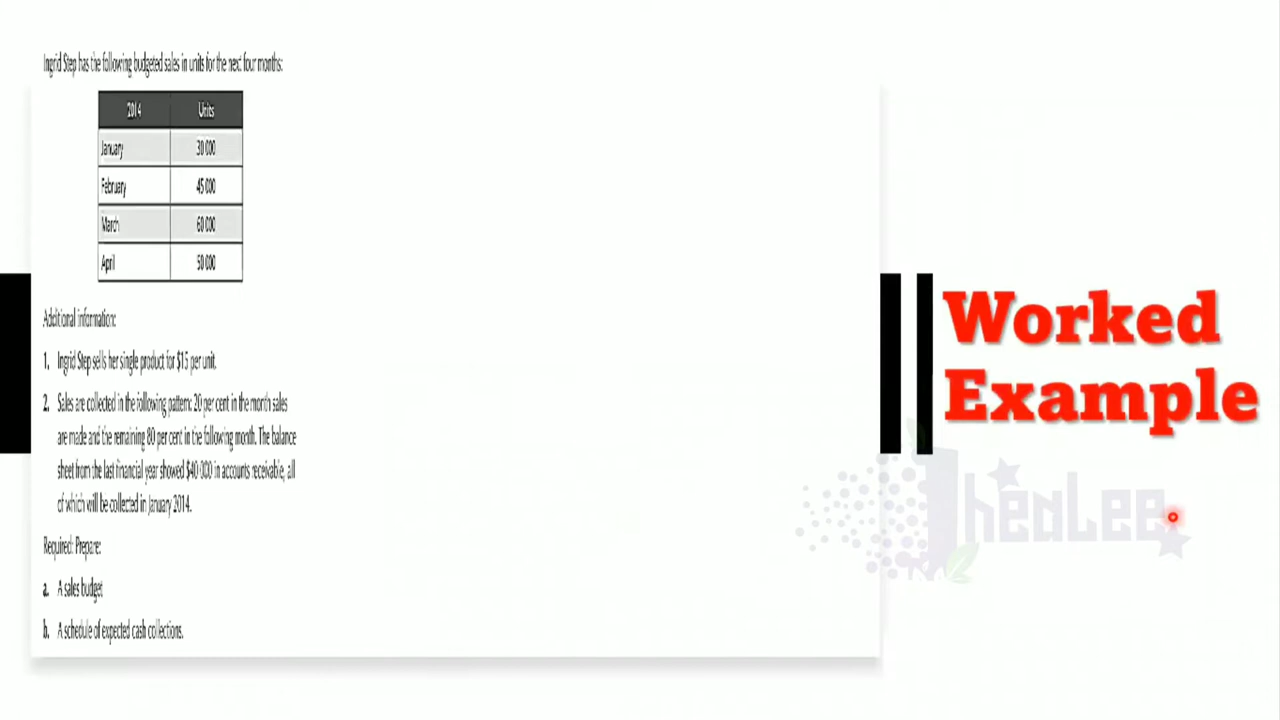 Ingrid Step has the following budgeted sales in units for the next four months:
2014 Units
January 30 000
February 45 000
March 60 000
April 50 000
Additional information:
1. Ingrid Step sells her single product for $15 per unit.
2. Sales are collected in the following pattern: 20 per cent in the month sales
are made and the remaining 80 per cent in the following month. The balance
sheet from the last financial year showed $40 000 in accounts receivable, all
of which will be collected in January 2014.
Required: Prepare:
a. A sales budget
b. A schedule of expected cash collections.
Worked
Example
JheaLee